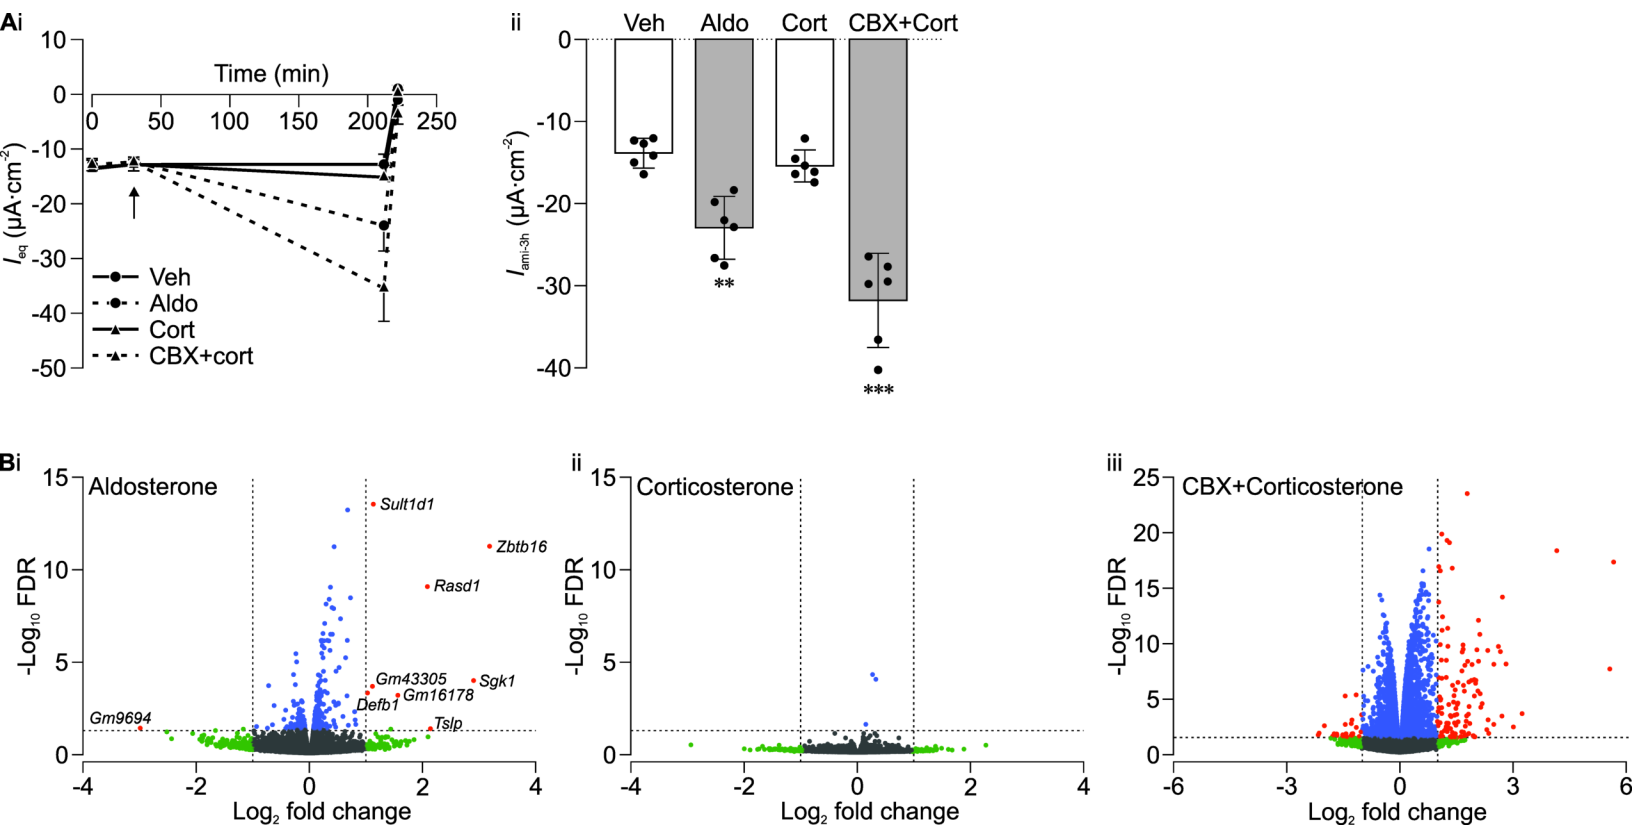 Ai
10
0
-10
-20
-30
-40
-50
Ieq (µA·cm-2)
Time (min)
0 50 100 150 200 250
Veh
Aldo
Cort
CBX+cort
ii
Veh Aldo Cort CBX+Cort
0
-10
-20
-30
-40
Iami-3h (µA·cm-2)
**
***
Bi
15
10
5
0
-Log10 FDR
Aldosterone
Sult1d1
Zbtb16
Rasd1
Gm43305
Sgk1
Gm16178
Defb1
Gm9694
Tslp
-4 -2 0 2 4
Log2 fold change
ii
15
10
5
0
-Log10 FDR
Corticosterone
-4 -2 0 2 4
Log2 fold change
iii
25
20
15
10
5
0
-Log10 FDR
CBX+Corticosterone
-6 -3 0 3 6
Log2 fold change